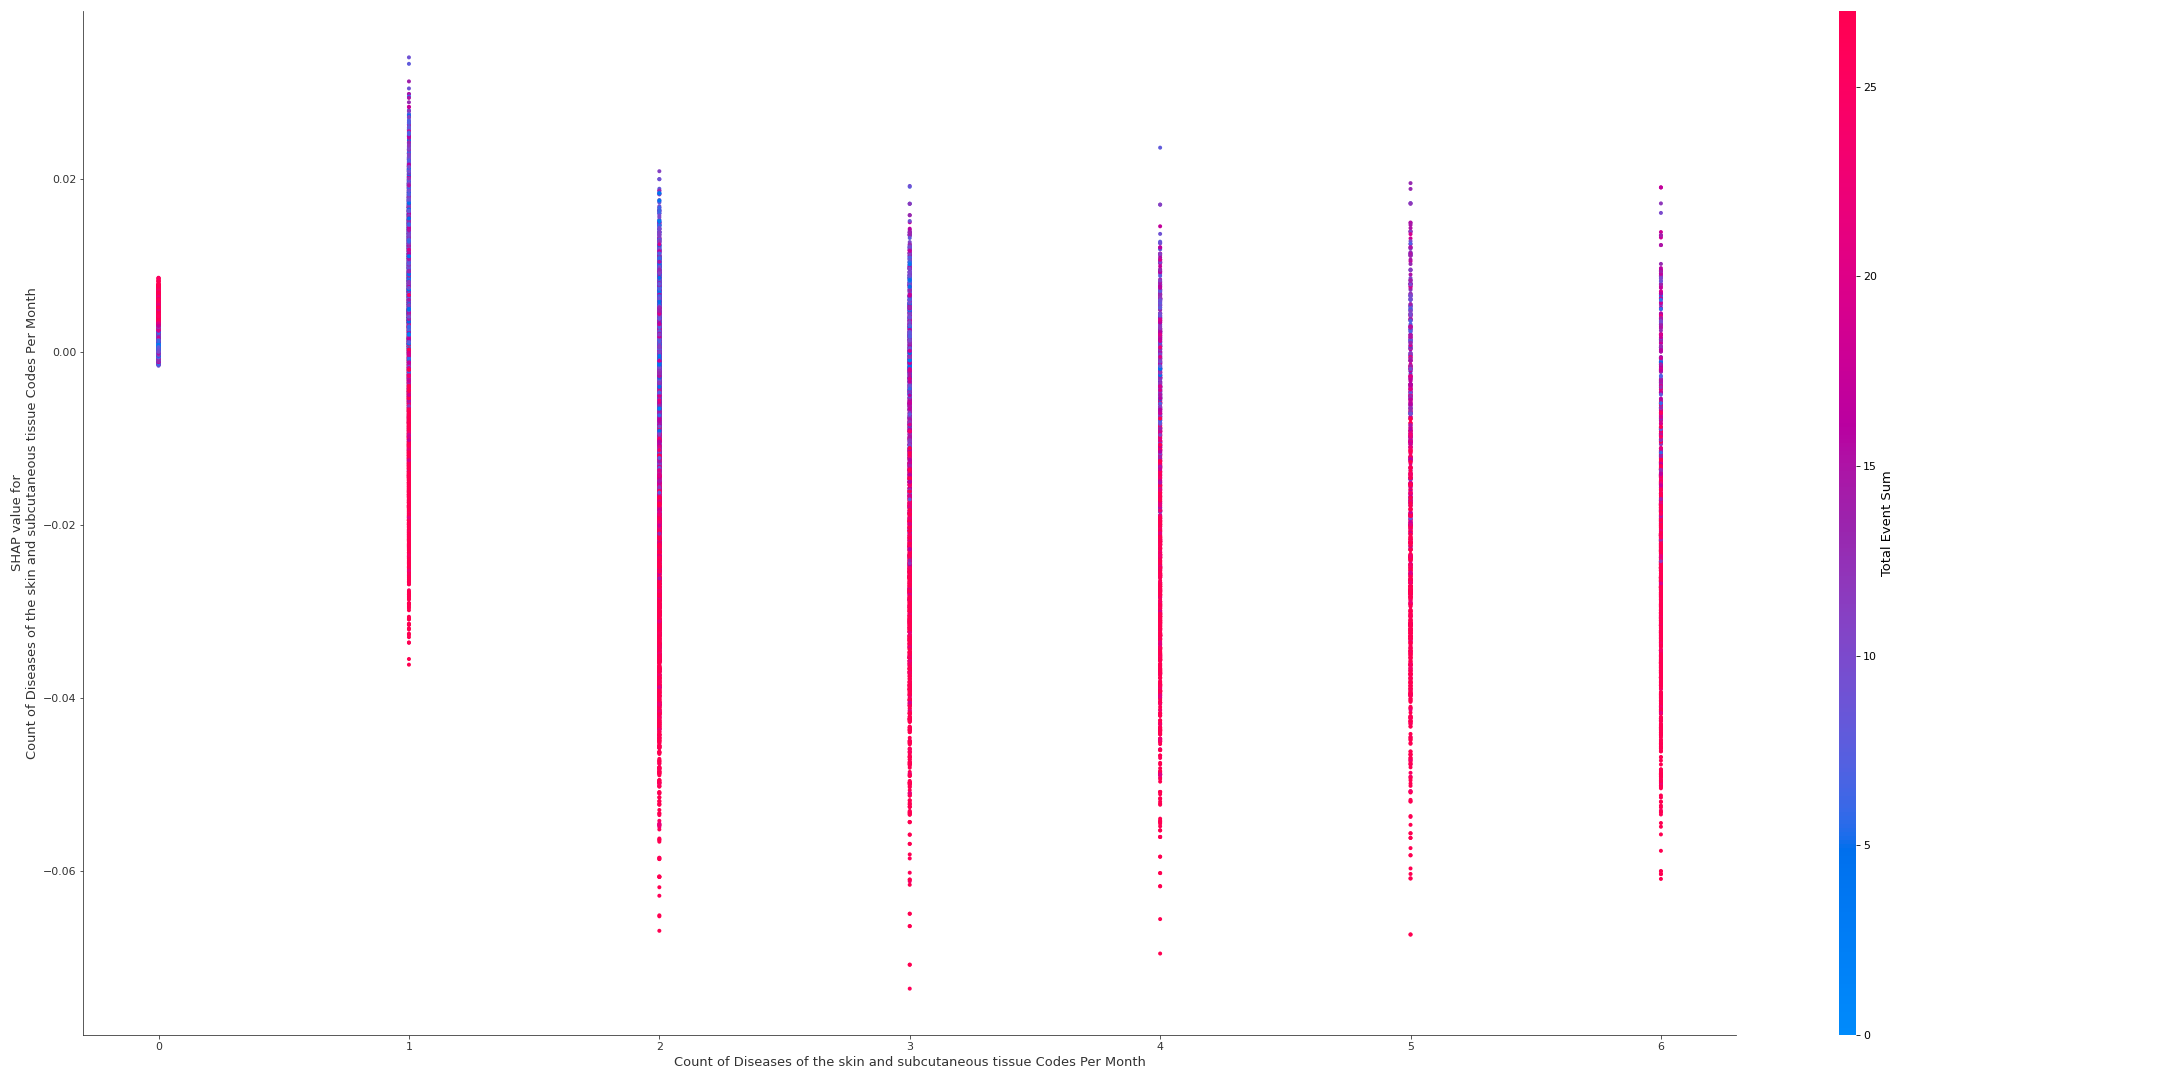 SHAP value for
Count of Diseases of the skin and subcutaneous tissue Codes Per Month
0.02
0.00
−0.02
−0.04
−0.06
0 1 2 3 4 5 6
Count of Diseases of the skin and subcutaneous tissue Codes Per Month
25
20
15
10
5
0
Total Event Sum